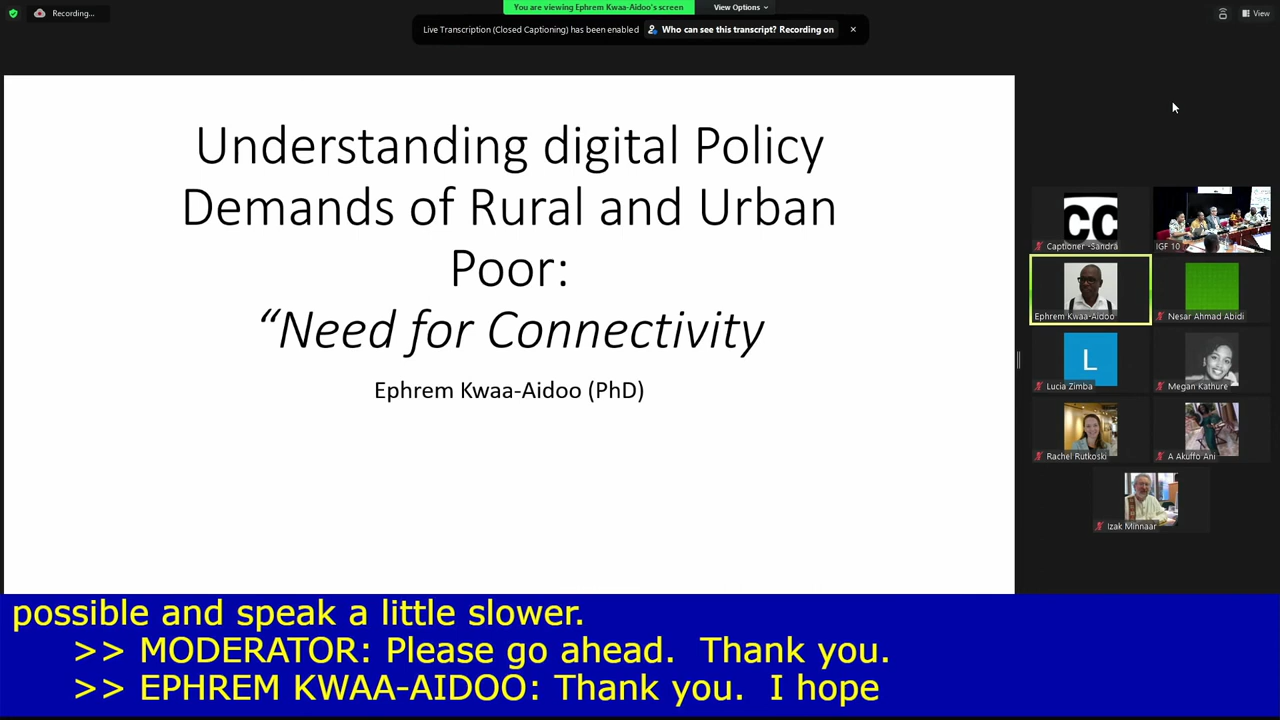 You are viewing Ephrem Kwaa-Aidoo's screen
View Options
Recording...
View
Live Transcription (Closed Captioning) has been enabled
Who can see this transcript? Recording on
Understanding digital Policy
Demands of Rural and Urban
Poor:
“Need for Connectivity
Ephrem Kwaa-Aidoo (PhD)
CC
Captioner -Sandra
IGF 10
Ephrem Kwaa-Aidoo
Nesar Ahmad Abidi
L
Lucia Zimba
Megan Kathure
Rachel Rutkoski
A Akuffo Ani
Izak Minnaar
possible and speak a little slower.
>> MODERATOR: Please go ahead. Thank you.
>> EPHREM KWAA-AIDOO: Thank you. I hope